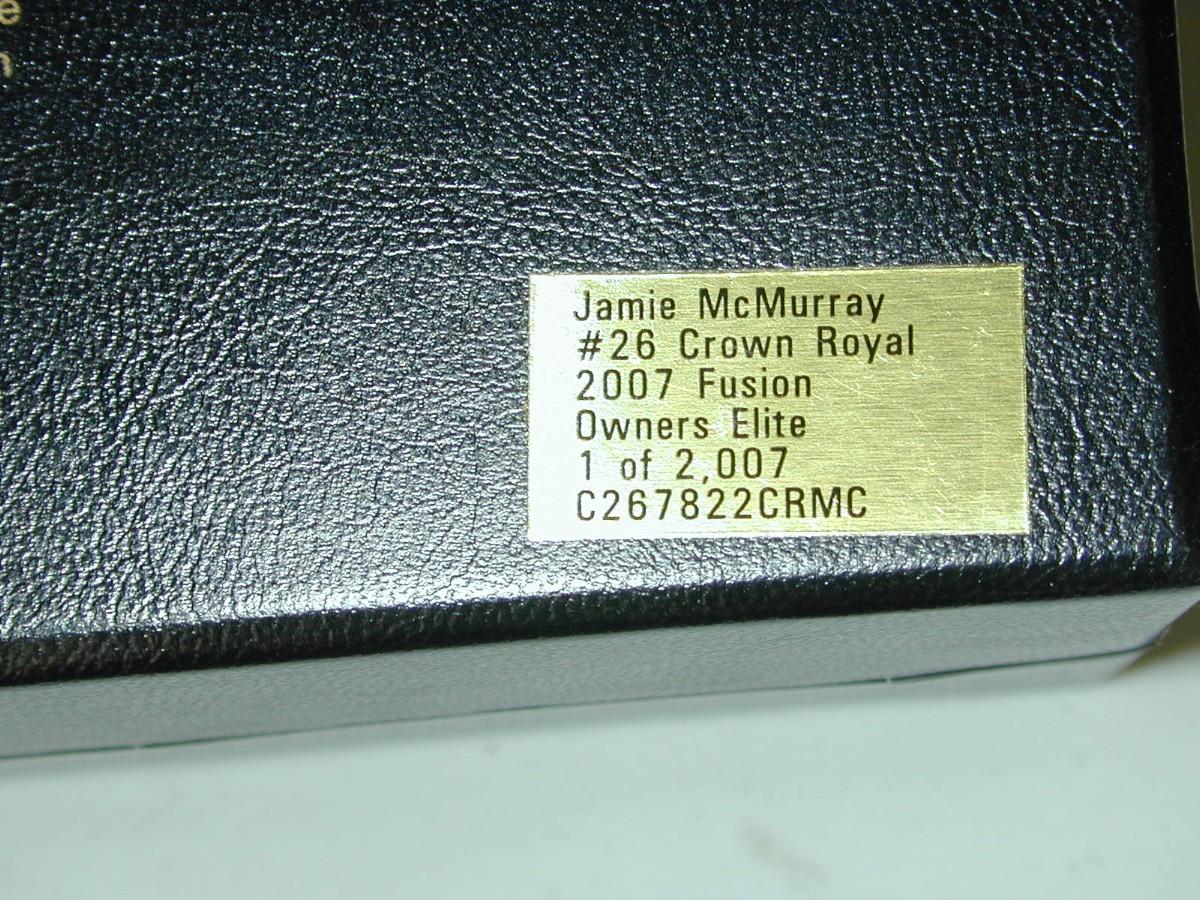 e
n
Jamie McMurray
#26 Crown Royal
2007 Fusion
Owners Elite
1 of 2,007
C267822CRMC